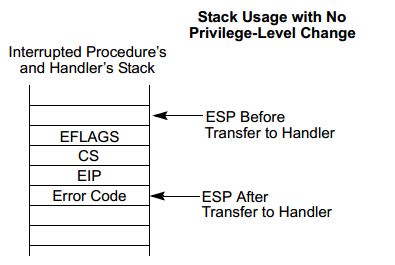 Stack Usage with No
Privilege-Level Change
Interrupted Procedure's
and Handler's Stack
ESP Before
Transfer to Handler
EFLAGS
CS
EIP
Error Code
ESP After
Transfer to Handler